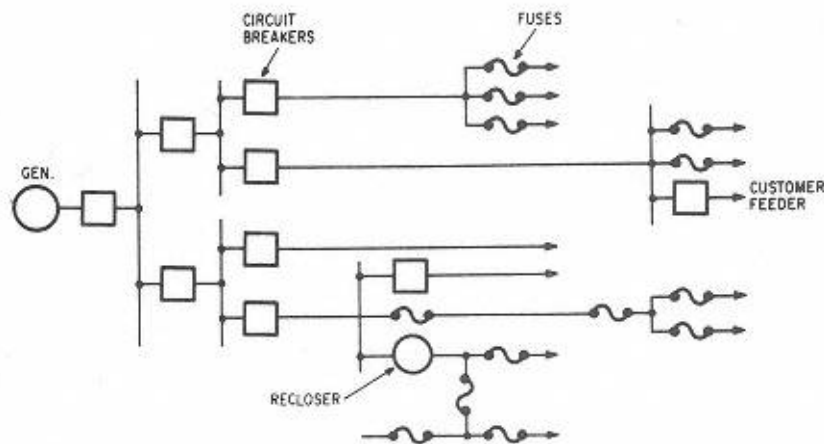 CIRCUIT
BREAKERS
FUSES
GEN.
CUSTOMER
FEEDER
RECLOSER